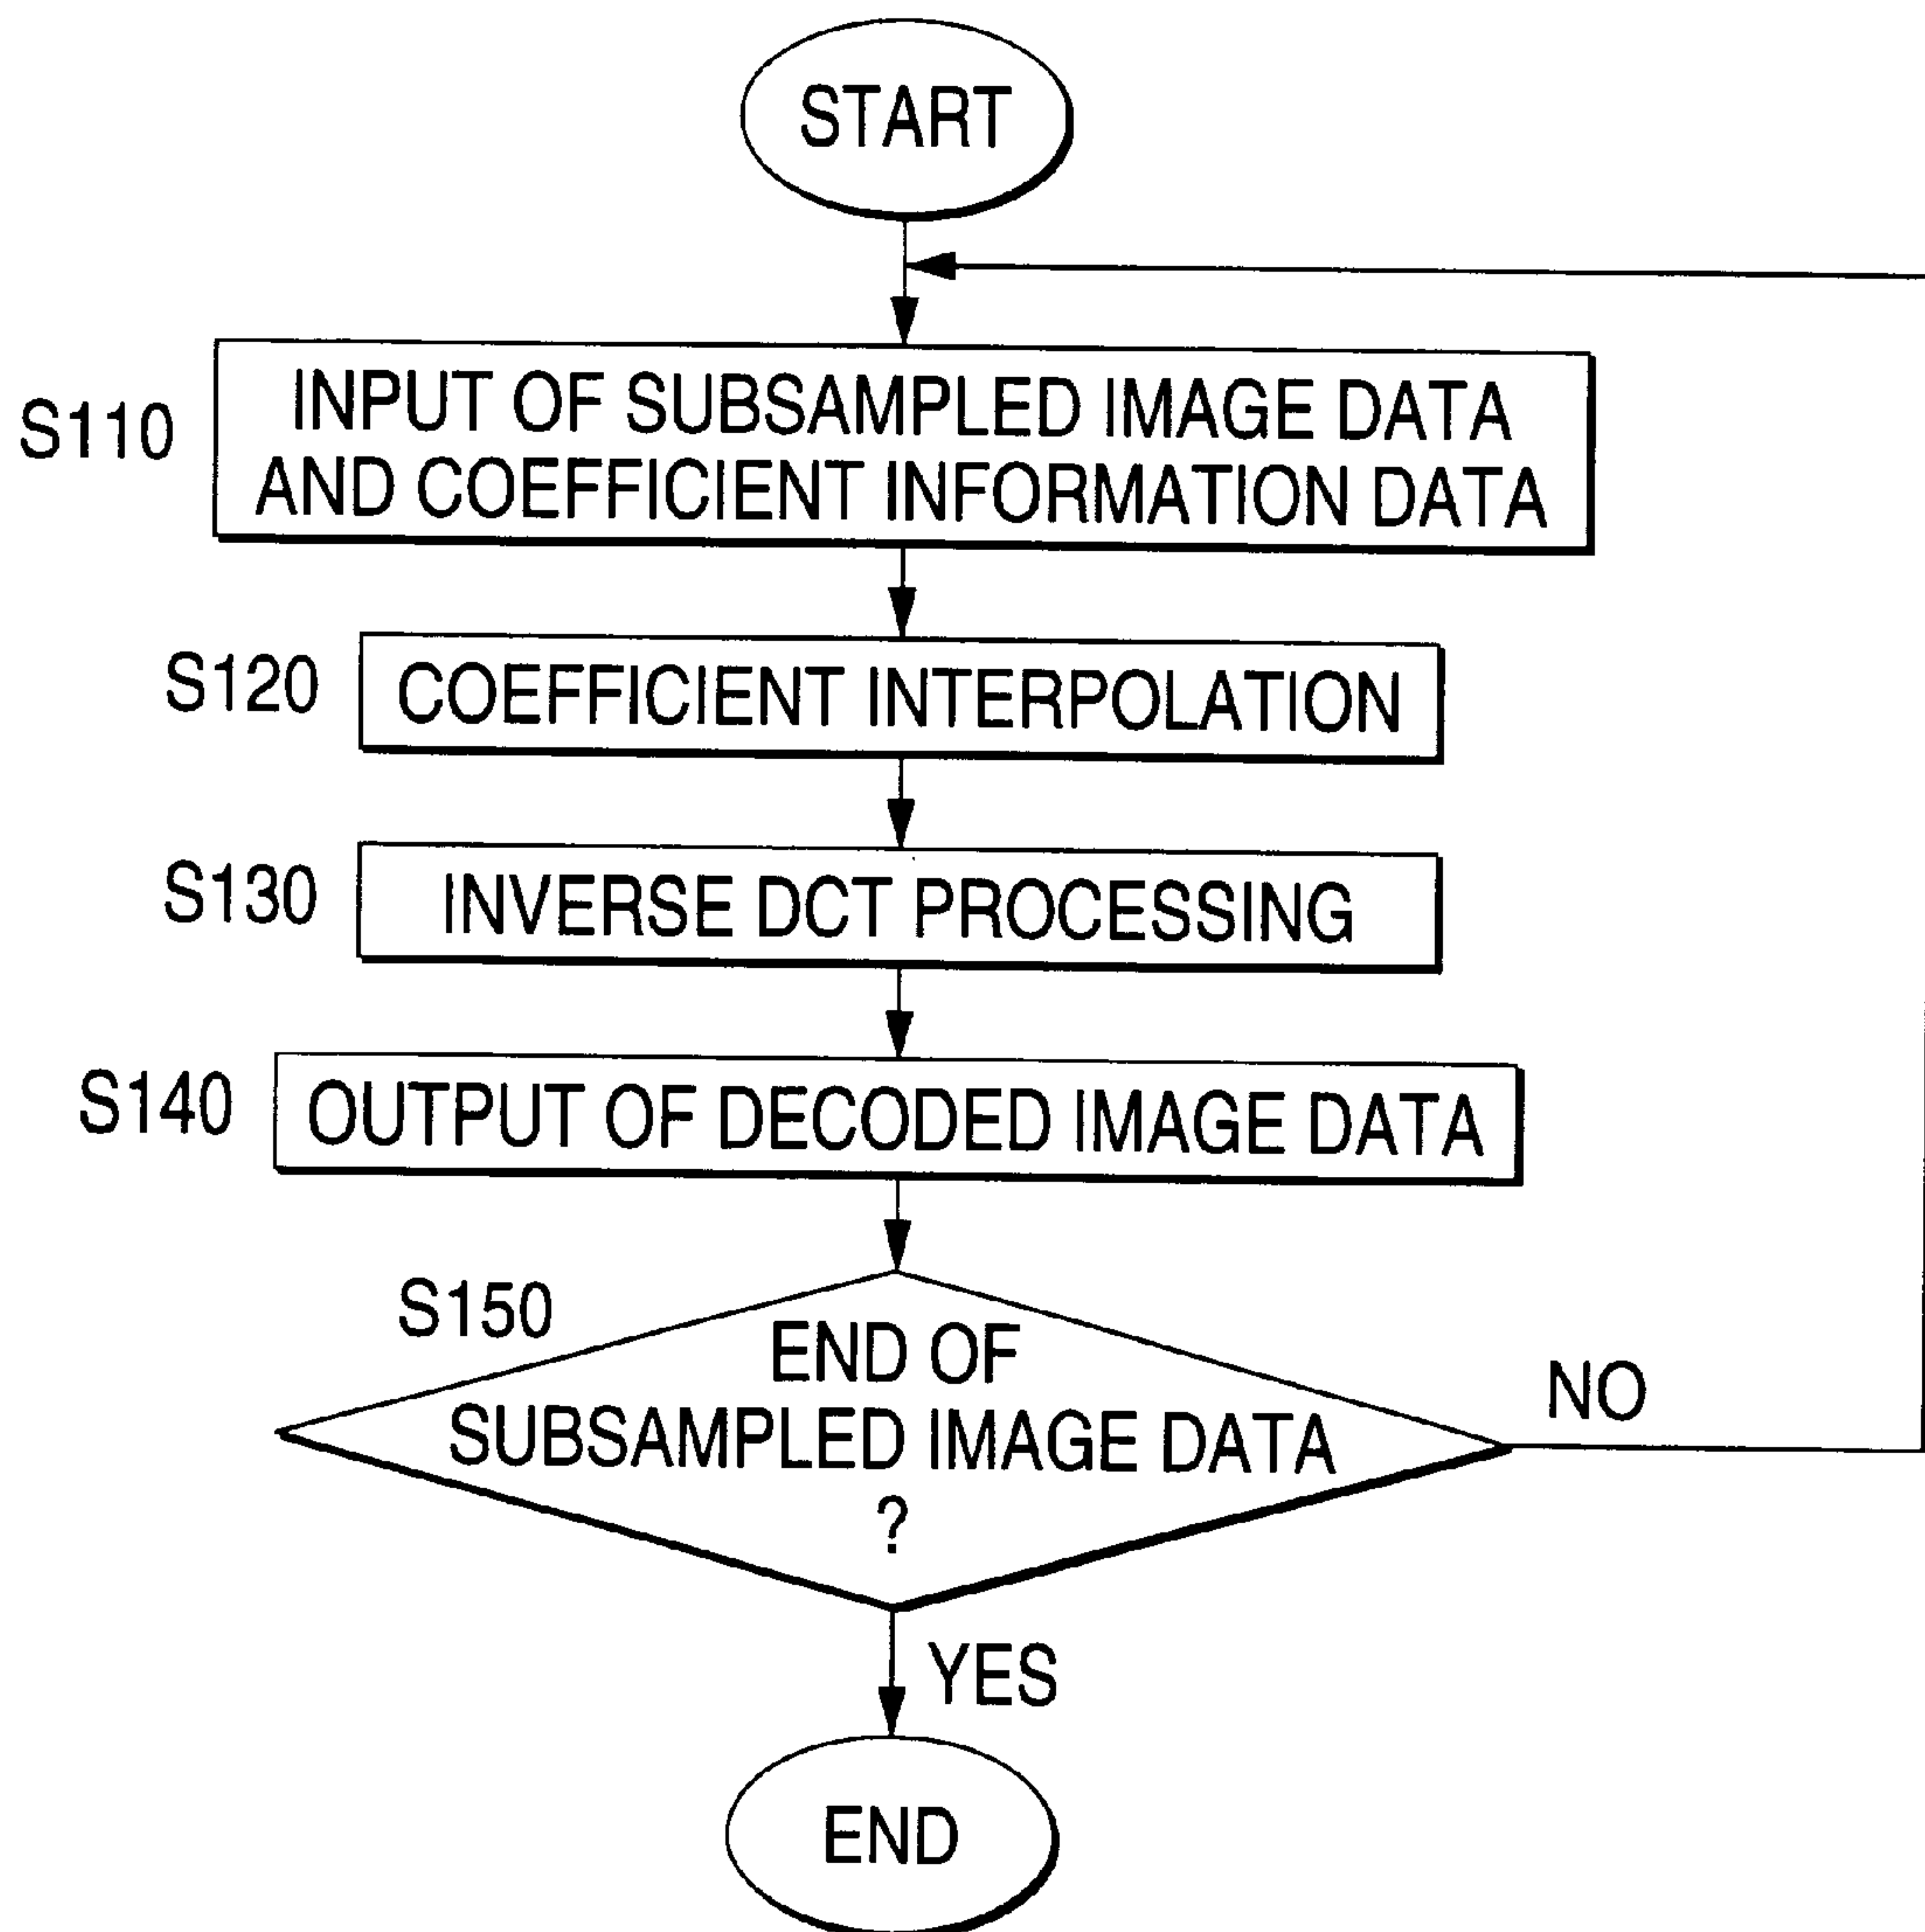 START
S110
INPUT OF SUBSAMPLED IMAGE DATA
AND COEFFICIENT INFORMATION DATA
S120
COEFFICIENT INTERPOLATION
S130
INVERSE DCT PROCESSING
S140
OUTPUT OF DECODED IMAGE DATA
S150
END OF
SUBSAMPLED IMAGE DATA
?
NO
YES
END